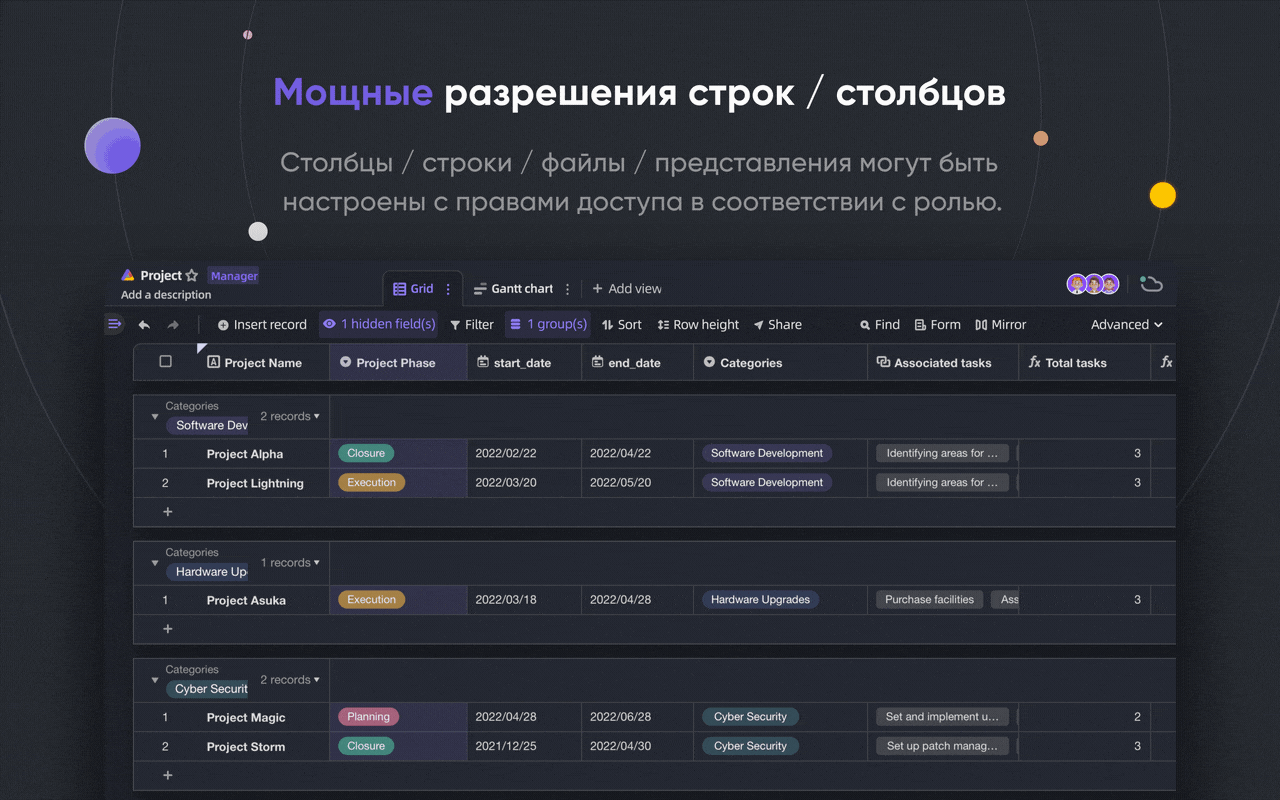 Мощные разрешения строк / столбцов
Столбцы / строки / файлы / представления могут быть
настроены с правами доступа в соответствии с ролью.
Project Manager
Add a description
Grid Gantt chart + Add view
Insert record 1 hidden field(s) Filter 1 group(s) Sort Row height Share Find Form Mirror Advanced
Project Name Project Phase start_date end_date Categories Associated tasks fx Total tasks fx
Categories
Software Dev 2 records
1 Project Alpha Closure 2022/02/22 2022/04/22 Software Development Identifying areas for ... 3
2 Project Lightning Execution 2022/03/20 2022/05/20 Software Development Identifying areas for ... 3
+
Categories
Hardware Up 1 records
1 Project Asuka Execution 2022/03/18 2022/04/28 Hardware Upgrades Purchase facilities Ass 3
+
Categories
Cyber Securit 2 records
1 Project Magic Planning 2022/04/28 2022/06/28 Cyber Security Set and implement u... 2
2 Project Storm Closure 2021/12/25 2022/04/30 Cyber Security Set up patch manag... 3
+